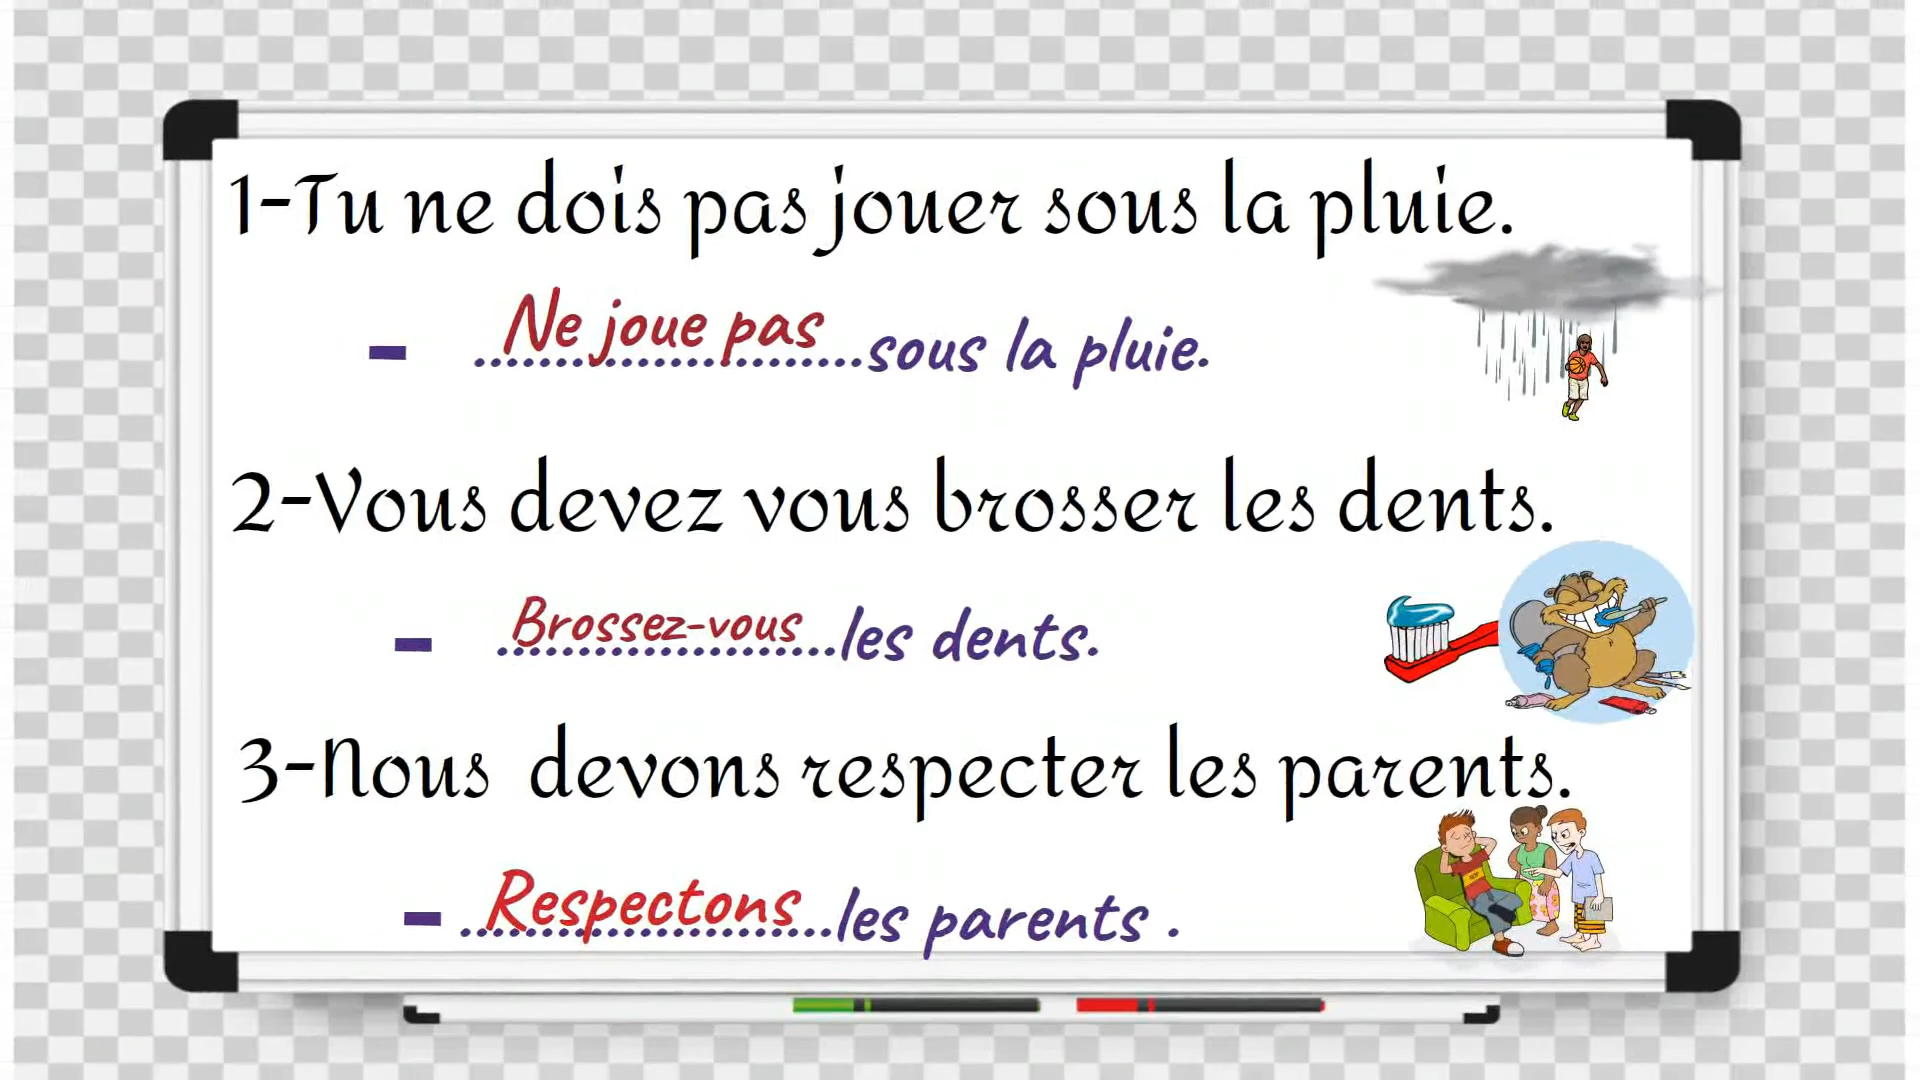 1-Tu ne dois pas jouer sous la pluie.
- Ne joue pas.......................sous la pluie.
2-Vous devez vous brosser les dents.
- Brossez-vous.......................les dents.
3-Nous devons respecter les parents.
- Respectons.......................les parents .